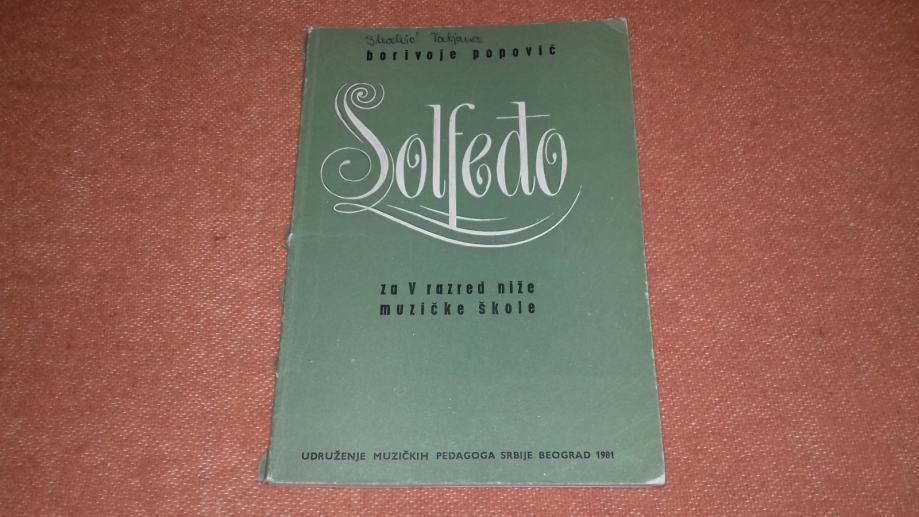 Tatjana
borivoje popović
Solfeđo
za V razred niže
muzičke škole
UDRUŽENJE MUZIČKIH PEDAGOGA SRBIJE BEOGRAD 1981